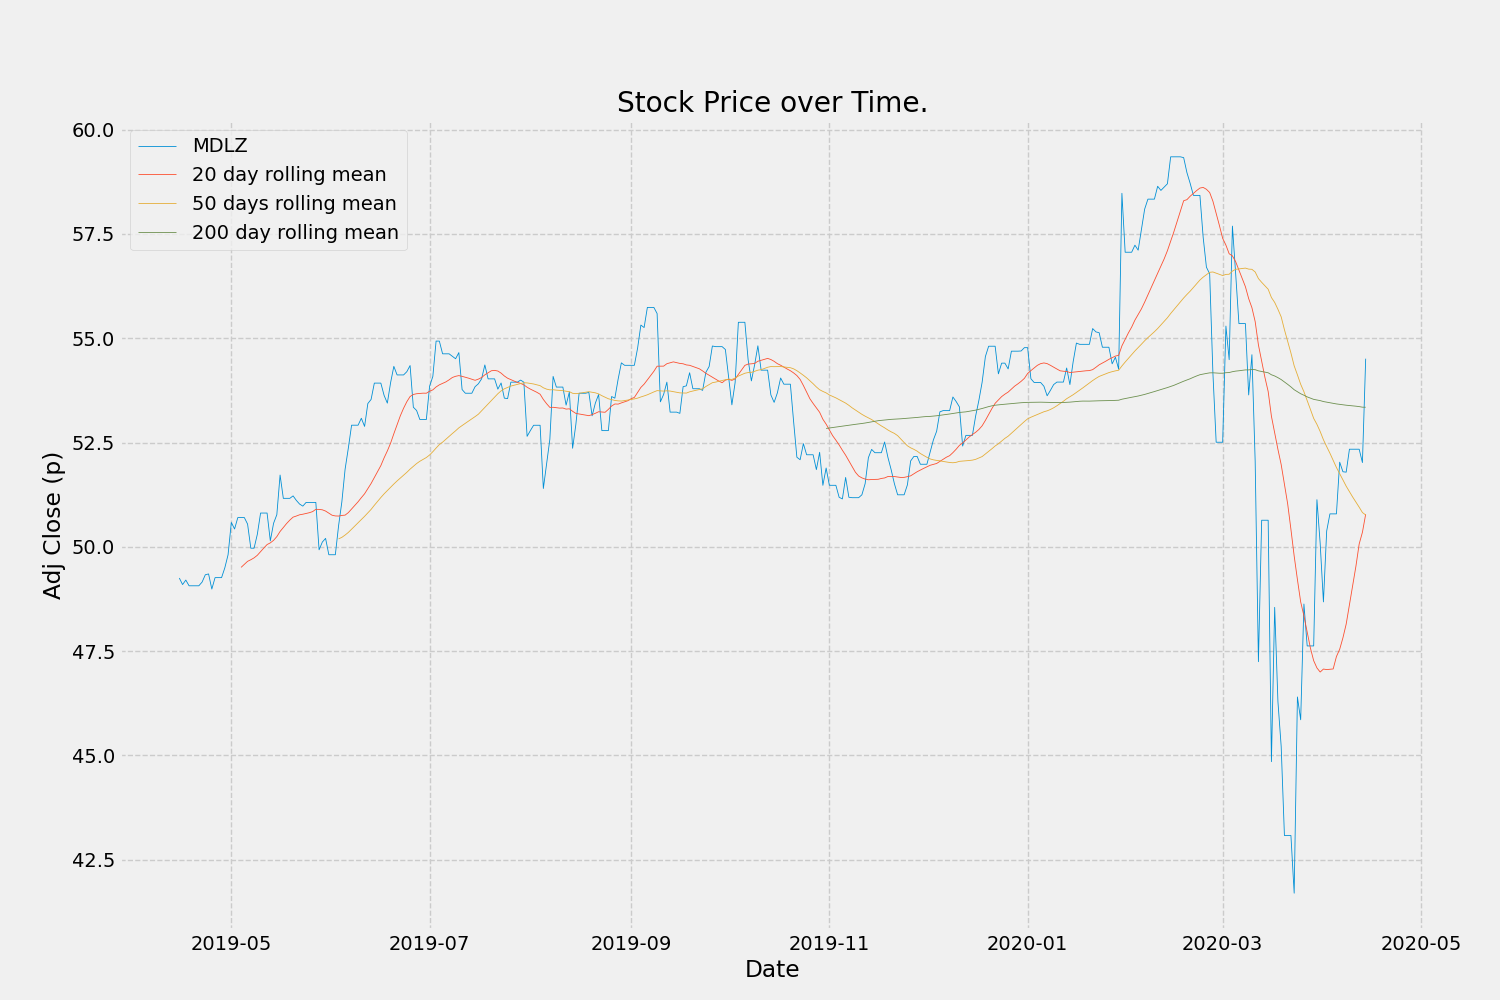 Stock Price over Time.
60.0
57.5
55.0
52.5
50.0
47.5
45.0
42.5
Adj Close (p)
MDLZ
20 day rolling mean
50 days rolling mean
200 day rolling mean
2019-05 2019-07 2019-09 2019-11 2020-01 2020-03 2020-05
Date